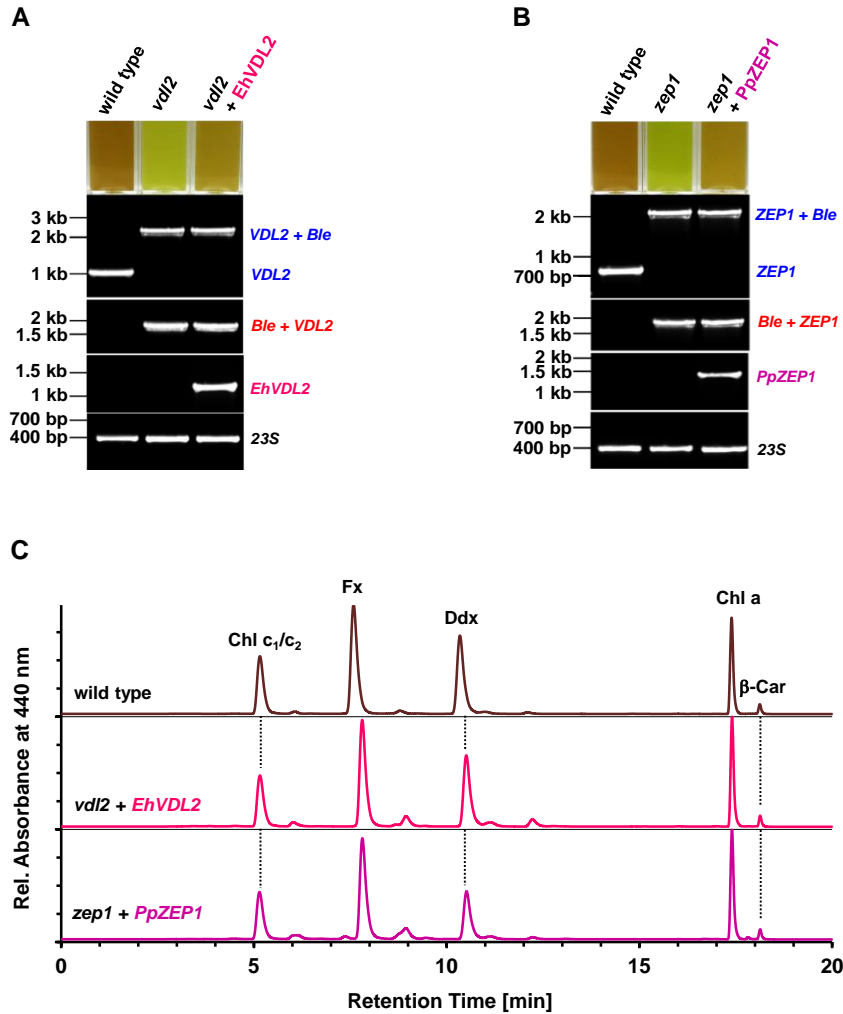 A
wild type
vdl2
vdl2
+ EhVDL2
3 kb
2 kb
1 kb
VDL2 + Ble
VDL2
2 kb
1.5 kb
Ble + VDL2
1.5 kb
1 kb
EhVDL2
700 bp
400 bp
23S
B
wild type
zep1
zep1
+ PpZEP1
2 kb
1 kb
700 bp
ZEP1 + Ble
ZEP1
2 kb
1.5 kb
Ble + ZEP1
2 kb
1.5 kb
1 kb
PpZEP1
700 bp
400 bp
23S
C
Rel. Absorbance at 440 nm
Chl c₁/c₂
Fx
Ddx
Chl a
β-Car
wild type
vdl2 + EhVDL2
zep1 + PpZEP1
0 5 10 15 20
Retention Time [min]